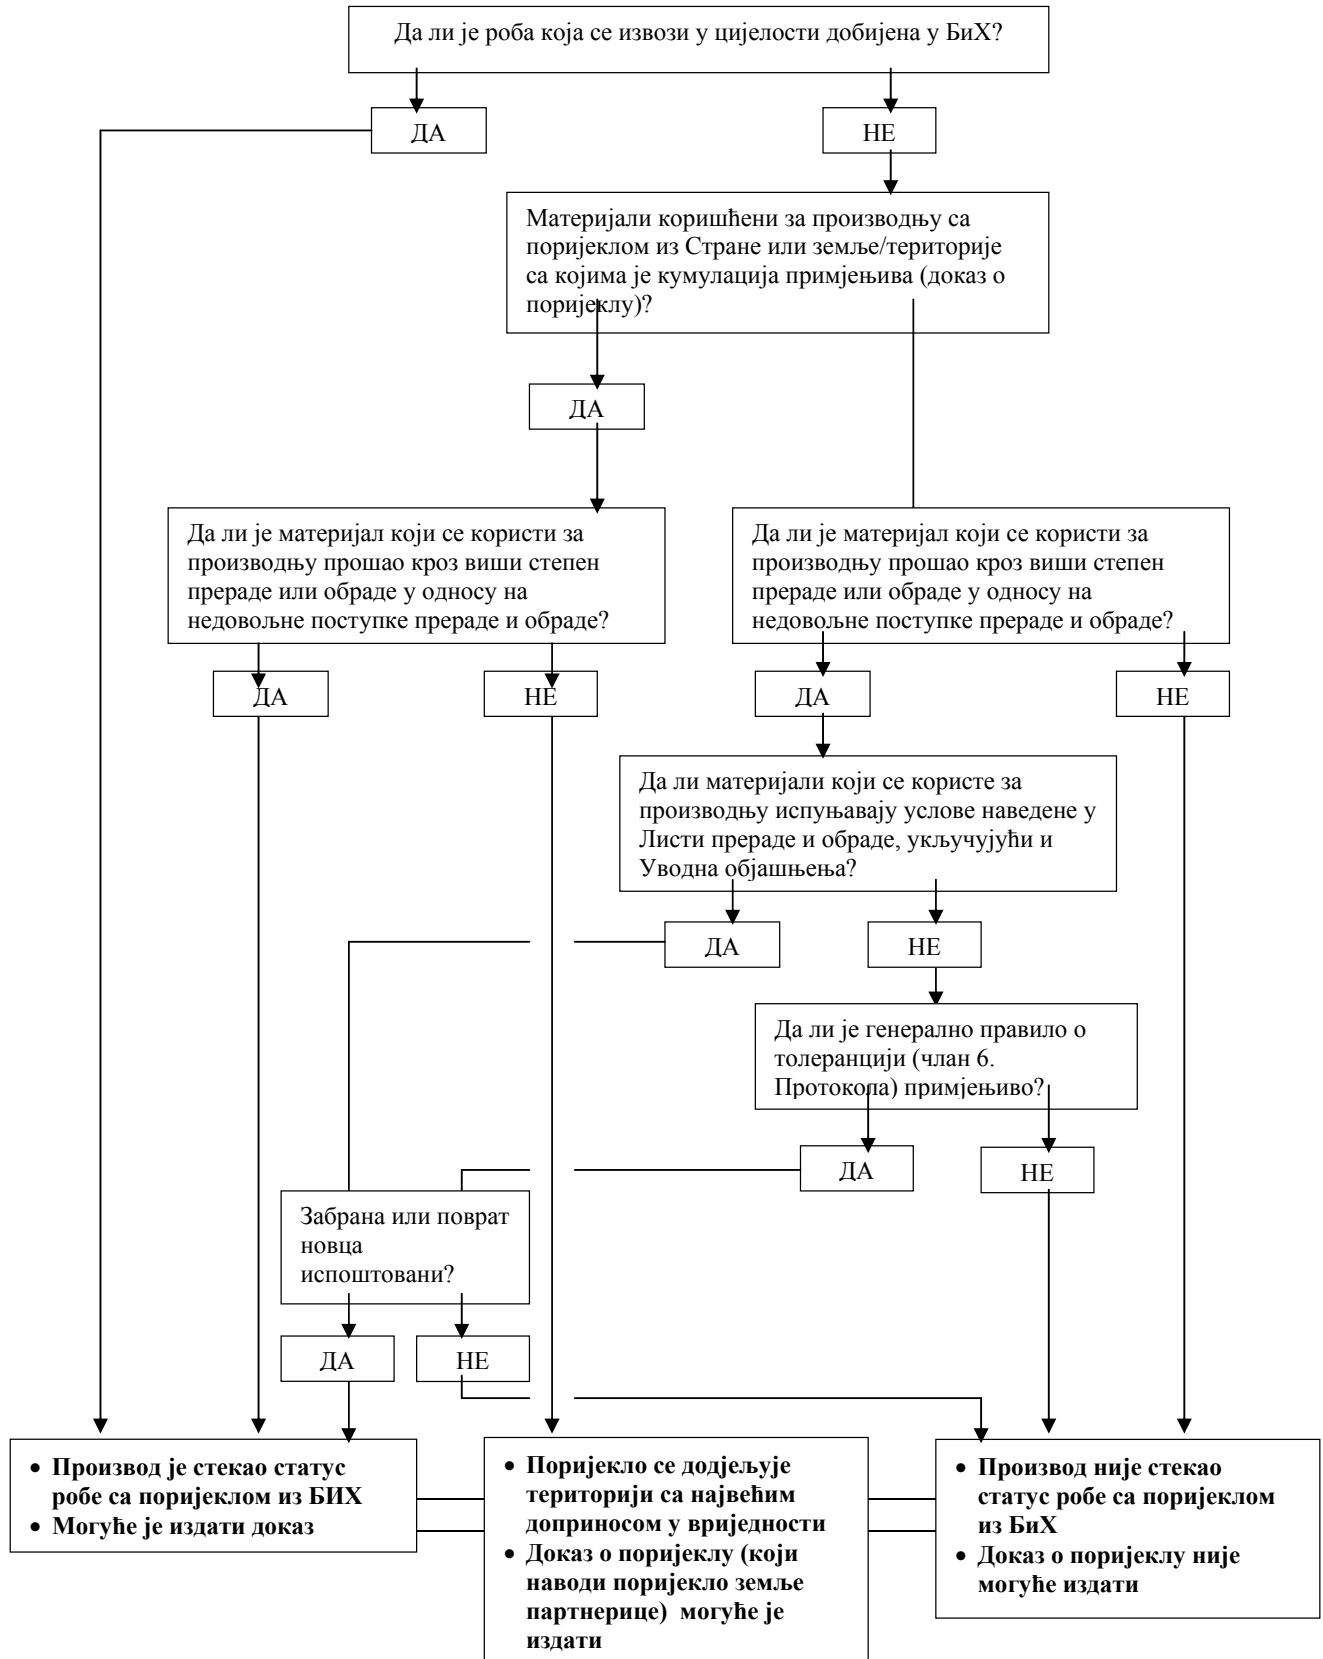 Да ли је роба која се извози у цијелости добијена у БиХ?
ДА
НЕ
Материјали коришћени за производњу са
поријеклом из Стране или земље/територије
са којима је кумулација примјењива (доказ о
поријеклу)?
ДА
Да ли је материјал који се користи за
производњу прошао кроз виши степен
прераде или обраде у односу на
недовољне поступке прераде и обраде?
Да ли је материјал који се користи за
производњу прошао кроз виши степен
прераде или обраде у односу на
недовољне поступке прераде и обраде?
ДА
НЕ
ДА
НЕ
Да ли материјали који се користе за
производњу испуњавају услове наведене у
Листи прераде и обраде, укључујући и
Уводна објашњења?
ДА
НЕ
Да ли је генерално правило о
толеранцији (члан 6.
Протокола) примјењиво?
ДА
НЕ
Забрана или поврат
новца
испоштовани?
ДА
НЕ
• Производ је стекао статус
робе са поријеклом из БИХ
• Могуће је издати доказ
• Поријекло се додјељује
територији са највећим
доприносом у вриједности
• Доказ о поријеклу (који
наводи поријекло земље
партнерице) могуће је
издати
• Производ није стекао
статус робе са поријеклом
из БиХ
• Доказ о поријеклу није
могуће издати